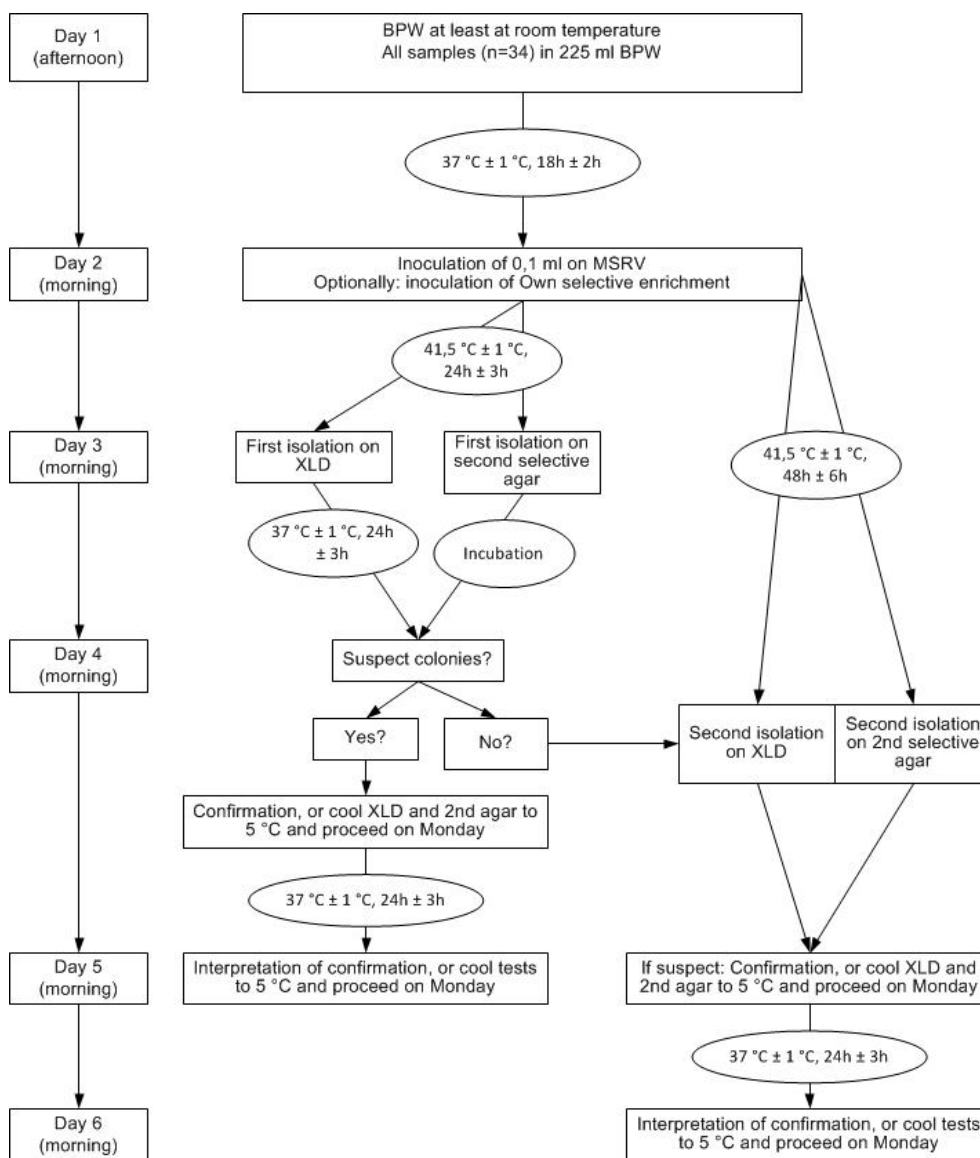 Day 1
(afternoon)
BPW at least at room temperature
All samples (n=34) in 225 ml BPW
37 °C ± 1 °C, 18h ± 2h
Day 2
(morning)
Inoculation of 0,1 ml on MSRV
Optionally: inoculation of Own selective enrichment
41,5 °C ± 1 °C,
24h ± 3h
Day 3
(morning)
First isolation on
XLD
First isolation on
second selective
agar
41,5 °C ± 1 °C,
48h ± 6h
37 °C ± 1 °C, 24h
± 3h
Incubation
Day 4
(morning)
Suspect colonies?
Yes?
No?
Second isolation
on XLD
Second isolation
on 2nd selective
agar
Confirmation, or cool XLD and 2nd agar to
5 °C and proceed on Monday
37 °C ± 1 °C, 24h ± 3h
Day 5
(morning)
Interpretation of confirmation, or cool tests
to 5 °C and proceed on Monday
If suspect: Confirmation, or cool XLD and
2nd agar to 5 °C and proceed on Monday
37 °C ± 1 °C, 24h ± 3h
Day 6
(morning)
Interpretation of confirmation, or cool tests
to 5 °C and proceed on Monday